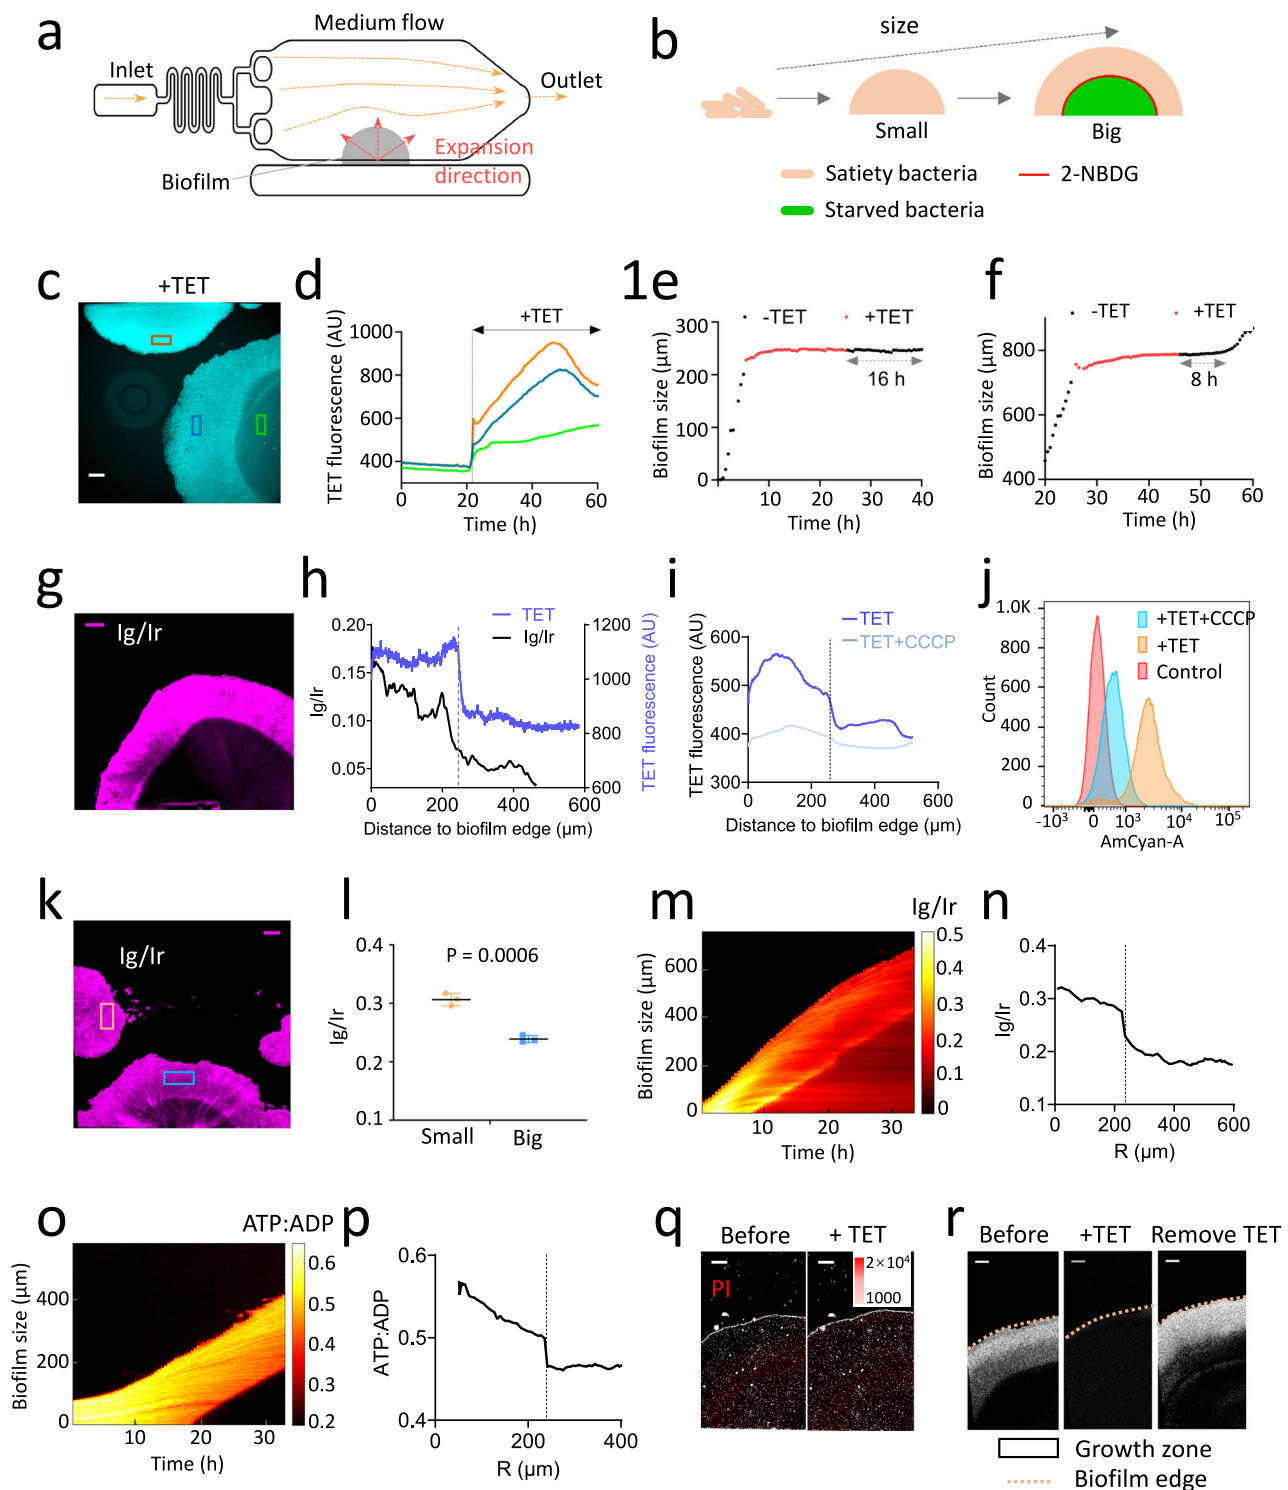 a
Medium flow
Inlet
Outlet
Expansion
direction
Biofilm
b
size
Small
Big
Satiety bacteria
2-NBDG
Starved bacteria
c
+TET
d
+TET
TET fluorescence (AU)
1000
800
600
400
0
20
40
60
Time (h)
1e
-TET
+TET
Biofilm size (µm)
300
200
100
0
16 h
10
20
30
40
Time (h)
f
-TET
+TET
Biofilm size (µm)
800
600
400
8 h
20
30
40
50
60
Time (h)
g
Ig/Ir
h
TET
Ig/Ir
Ig/Ir
0.20
0.15
0.10
0.05
TET fluorescence (AU)
1200
1000
800
600
0
200
400
600
Distance to biofilm edge (µm)
i
TET
TET+CCCP
TET fluorescence (AU)
600
500
400
300
0
200
400
600
Distance to biofilm edge (µm)
j
+TET+CCCP
+TET
Control
Count
1.0K
800
600
400
200
0
-10³
0
10³
10⁴
10⁵
AmCyan-A
k
Ig/Ir
l
P = 0.0006
Ig/Ir
0.4
0.3
0.2
0.1
Small
Big
m
Ig/Ir
Biofilm size (µm)
600
400
200
0
10
20
30
Time (h)
0.5
0.4
0.3
0.2
0.1
0
n
Ig/Ir
0.4
0.3
0.2
0.1
0
200
400
600
R (µm)
o
ATP:ADP
Biofilm size (µm)
400
200
0
10
20
30
Time (h)
0.6
0.5
0.4
0.3
0.2
p
ATP:ADP
0.6
0.5
0.4
0
200
400
R (µm)
q
Before
+ TET
PI
2×10⁴
1000
r
Before
+TET
Remove TET
Growth zone
Biofilm edge